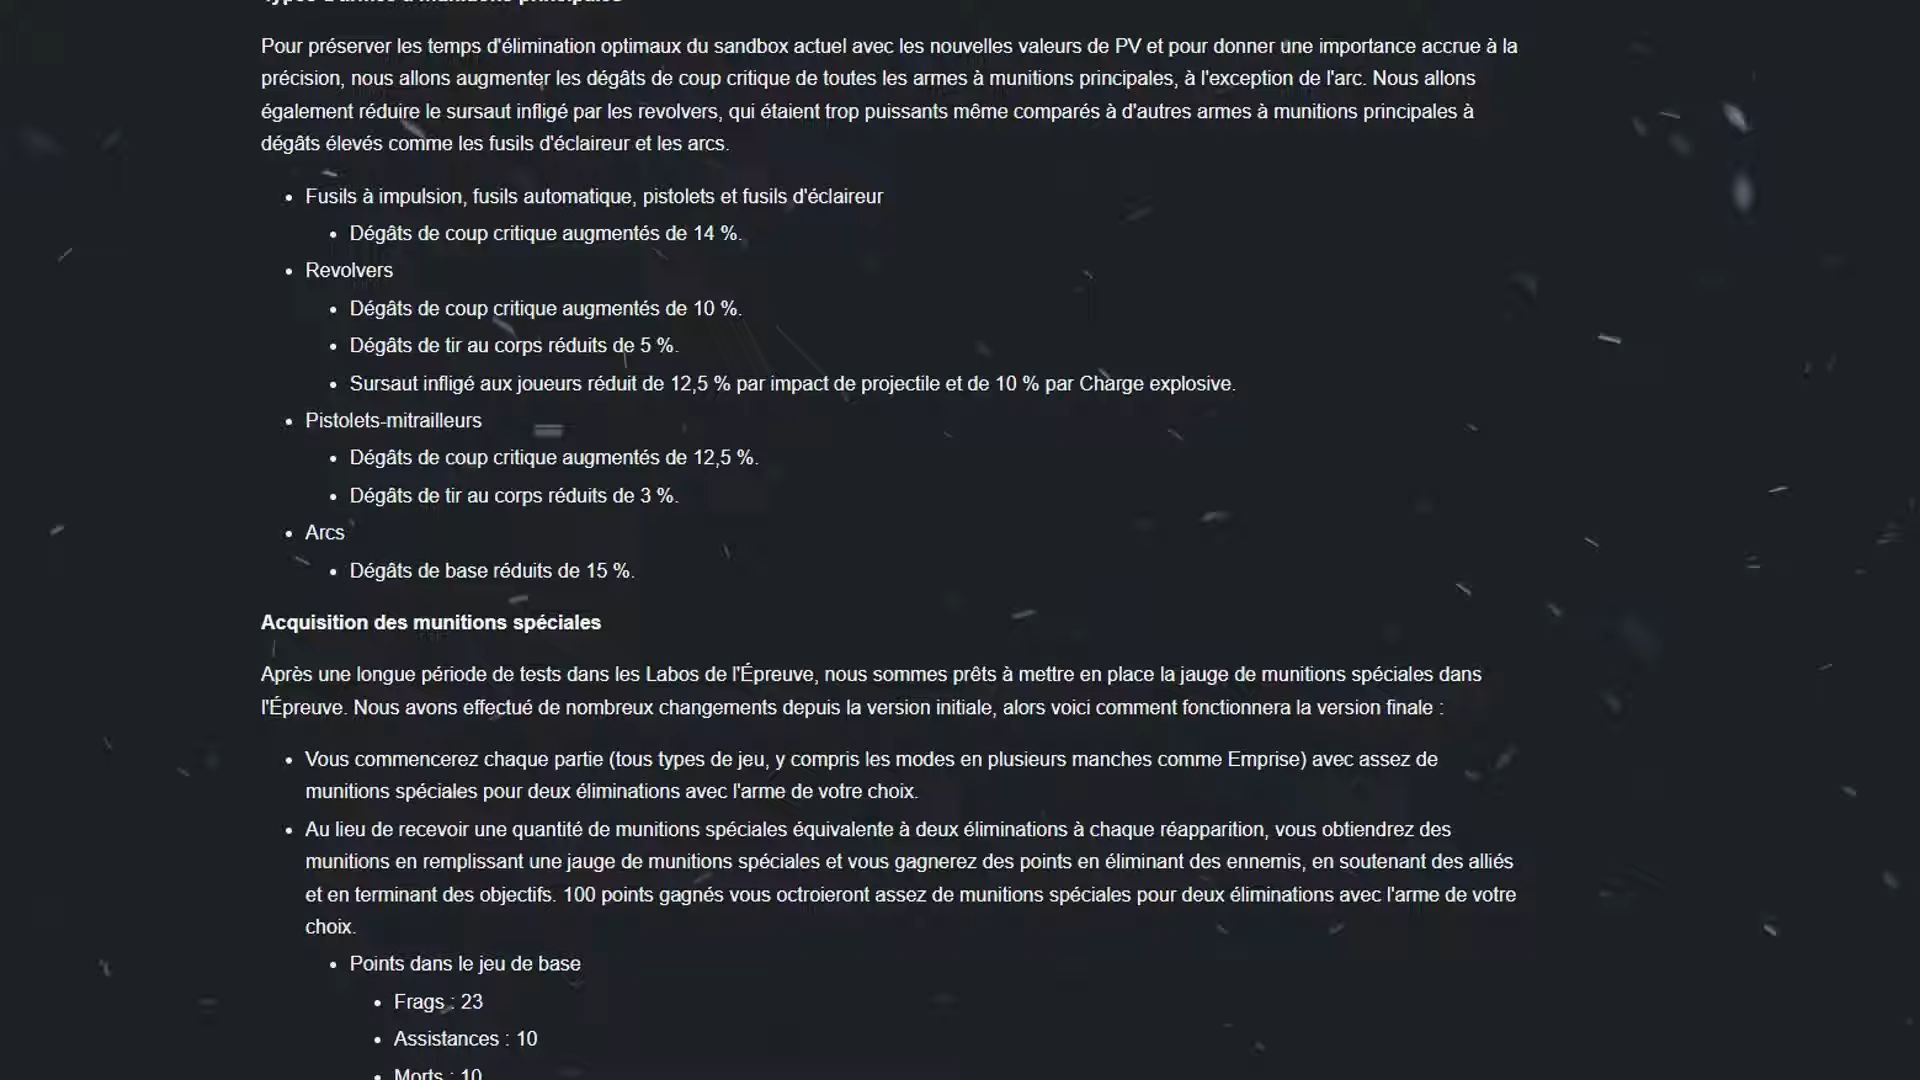 Types d'armes à munitions principales
Pour préserver les temps d'élimination optimaux du sandbox actuel avec les nouvelles valeurs de PV et pour donner une importance accrue à la
précision, nous allons augmenter les dégâts de coup critique de toutes les armes à munitions principales, à l'exception de l'arc. Nous allons
également réduire le sursaut infligé par les revolvers, qui étaient trop puissants même comparés à d'autres armes à munitions principales à
dégâts élevés comme les fusils d'éclaireur et les arcs.
• Fusils à impulsion, fusils automatique, pistolets et fusils d'éclaireur
• Dégâts de coup critique augmentés de 14 %.
• Revolvers
• Dégâts de coup critique augmentés de 10 %.
• Dégâts de tir au corps réduits de 5 %.
• Sursaut infligé aux joueurs réduit de 12,5 % par impact de projectile et de 10 % par Charge explosive.
• Pistolets-mitrailleurs
• Dégâts de coup critique augmentés de 12,5 %.
• Dégâts de tir au corps réduits de 3 %.
• Arcs
• Dégâts de base réduits de 15 %.
Acquisition des munitions spéciales
Après une longue période de tests dans les Labos de l'Épreuve, nous sommes prêts à mettre en place la jauge de munitions spéciales dans
l'Épreuve. Nous avons effectué de nombreux changements depuis la version initiale, alors voici comment fonctionnera la version finale :
• Vous commencerez chaque partie (tous types de jeu, y compris les modes en plusieurs manches comme Emprise) avec assez de
munitions spéciales pour deux éliminations avec l'arme de votre choix.
• Au lieu de recevoir une quantité de munitions spéciales équivalente à deux éliminations à chaque réapparition, vous obtiendrez des
munitions en remplissant une jauge de munitions spéciales et vous gagnerez des points en éliminant des ennemis, en soutenant des alliés
et en terminant des objectifs. 100 points gagnés vous octroieront assez de munitions spéciales pour deux éliminations avec l'arme de votre
choix.
• Points dans le jeu de base
• Frags : 23
• Assistances : 10
• Morts : 10